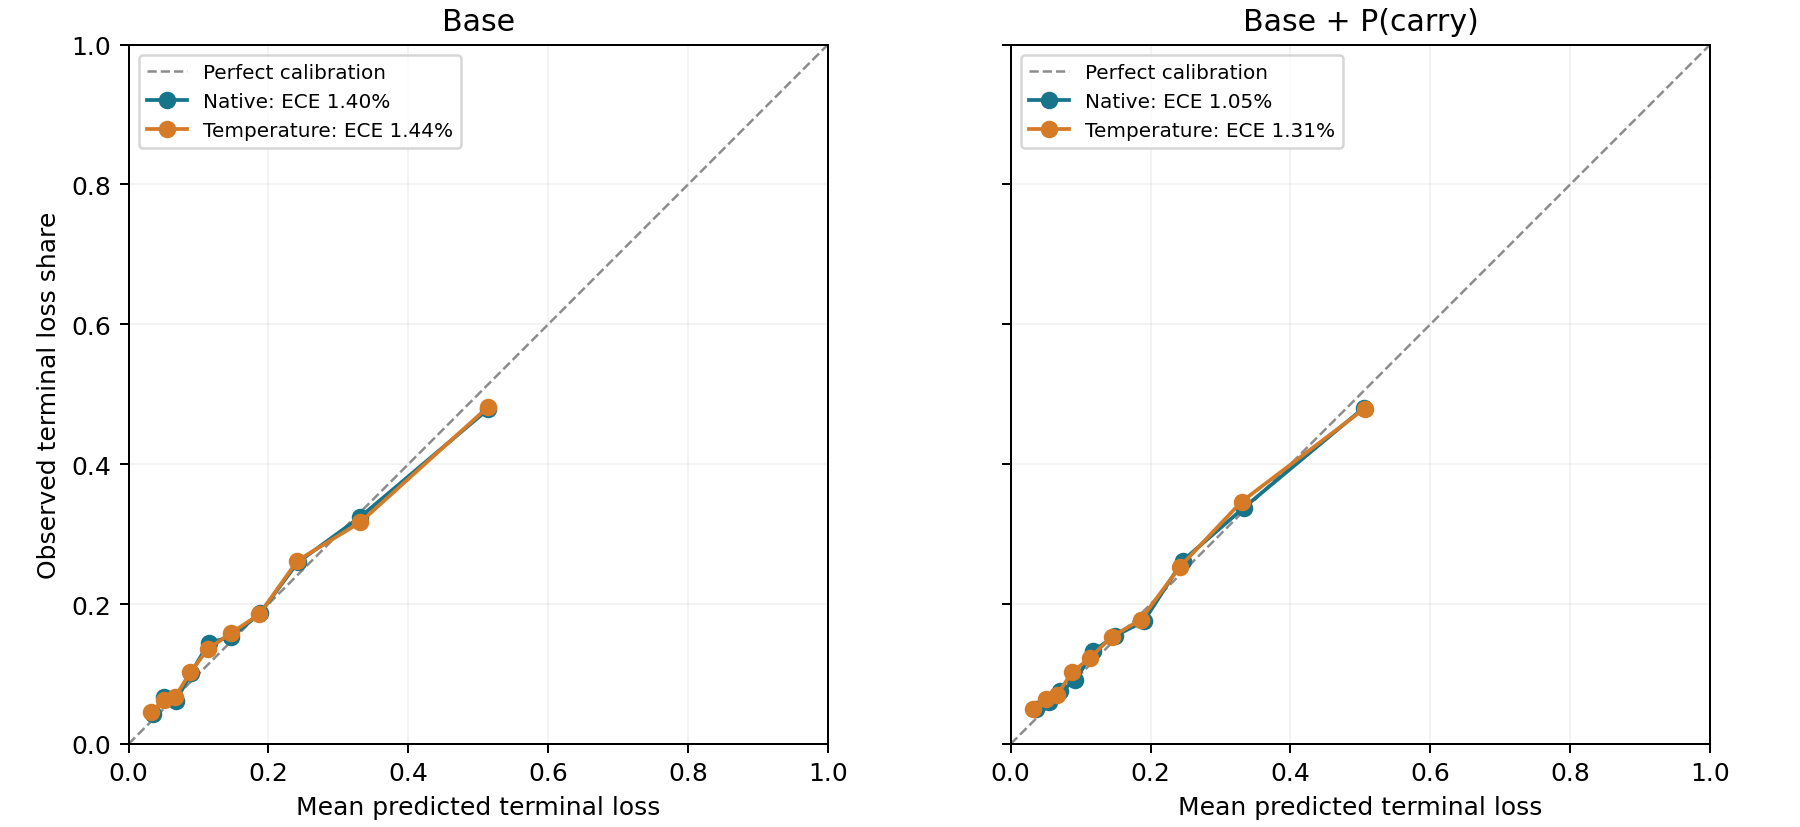 Base
Perfect calibration
Native: ECE 1.40%
Temperature: ECE 1.44%
1.0
0.8
0.6
0.4
0.2
0.0
Observed terminal loss share
0.0 0.2 0.4 0.6 0.8 1.0
Mean predicted terminal loss
Base + P(carry)
Perfect calibration
Native: ECE 1.05%
Temperature: ECE 1.31%
0.0 0.2 0.4 0.6 0.8 1.0
Mean predicted terminal loss